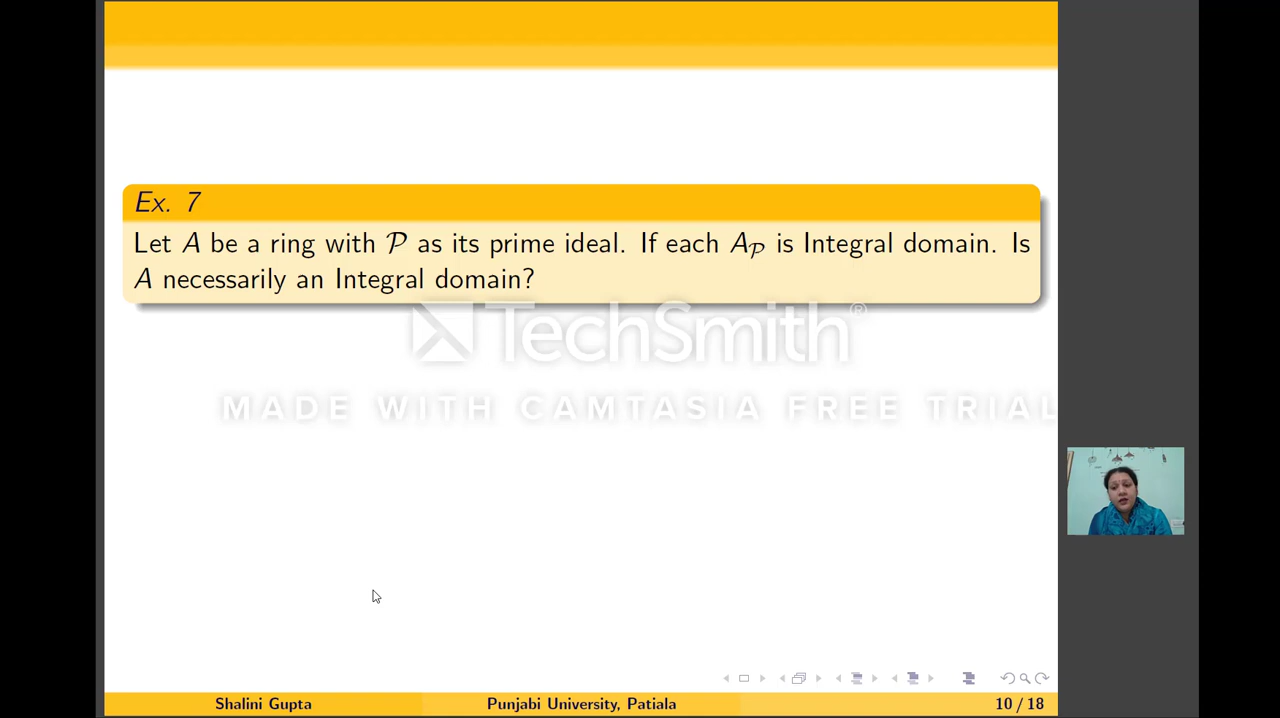 Ex. 7
Let A be a ring with 𝒫 as its prime ideal. If each A𝒫 is Integral domain. Is
A necessarily an Integral domain?
TechSmith®
MADE WITH CAMTASIA FREE TRIAL
Shalini Gupta Punjabi University, Patiala 10 / 18